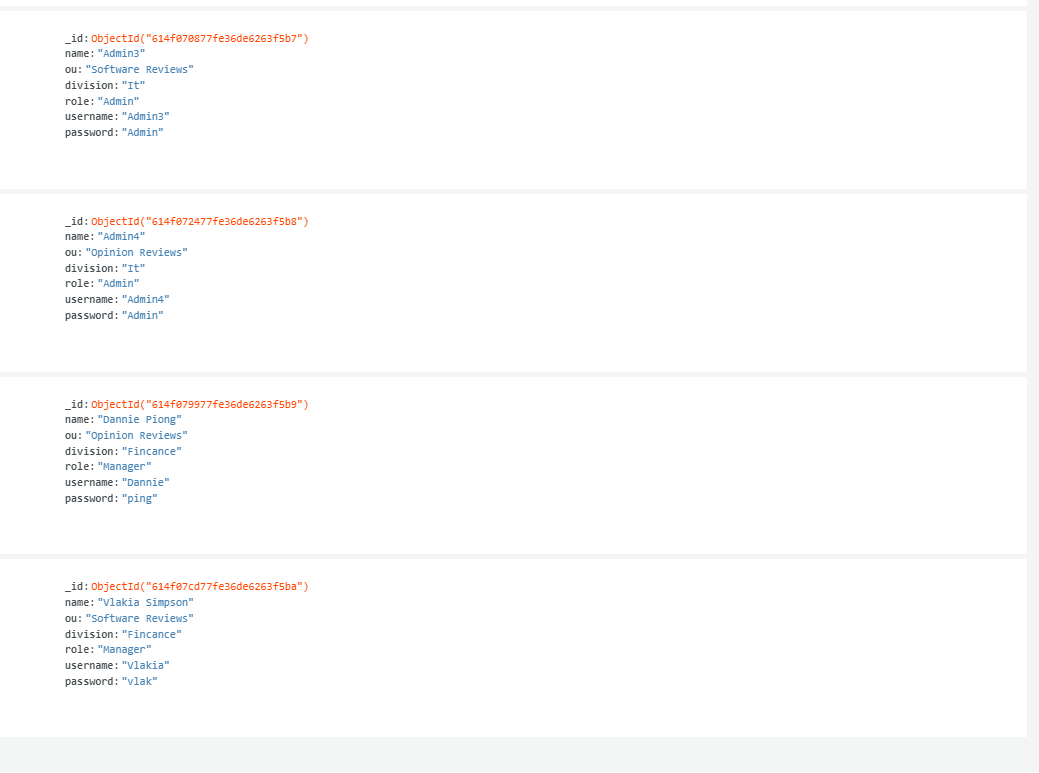 _id: ObjectId("614f070877fe36de6263f5b7")
name: "Admin3"
ou: "Software Reviews"
division: "It"
role: "Admin"
username: "Admin3"
password: "Admin"
_id: ObjectId("614f072477fe36de6263f5b8")
name: "Admin4"
ou: "Opinion Reviews"
division: "It"
role: "Admin"
username: "Admin4"
password: "Admin"
_id: ObjectId("614f079977fe36de6263f5b9")
name: "Dannie Piong"
ou: "Opinion Reviews"
division: "Fincance"
role: "Manager"
username: "Dannie"
password: "ping"
_id: ObjectId("614f07cd77fe36de6263f5ba")
name: "Vlakia Simpson"
ou: "Software Reviews"
division: "Fincance"
role: "Manager"
username: "Vlakia"
password: "vlak"